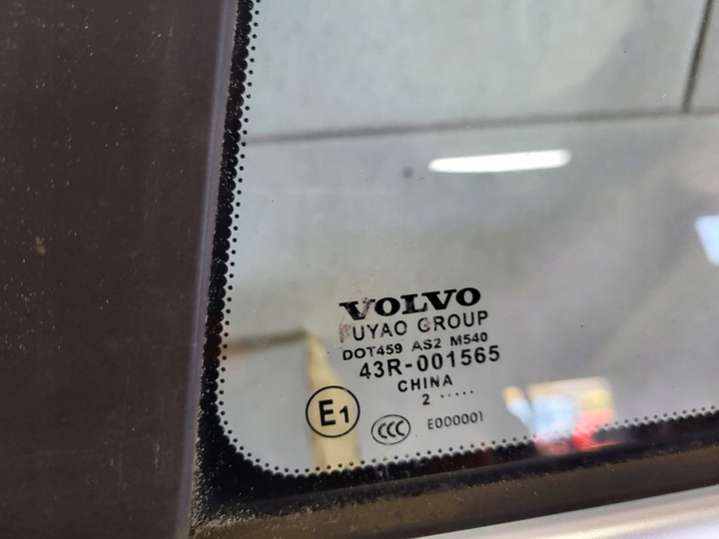 VOLVO
FUYAO GROUP
DOT459 AS2 M540
43R-001565
CHINA
2 .....
E1
CCC E000001